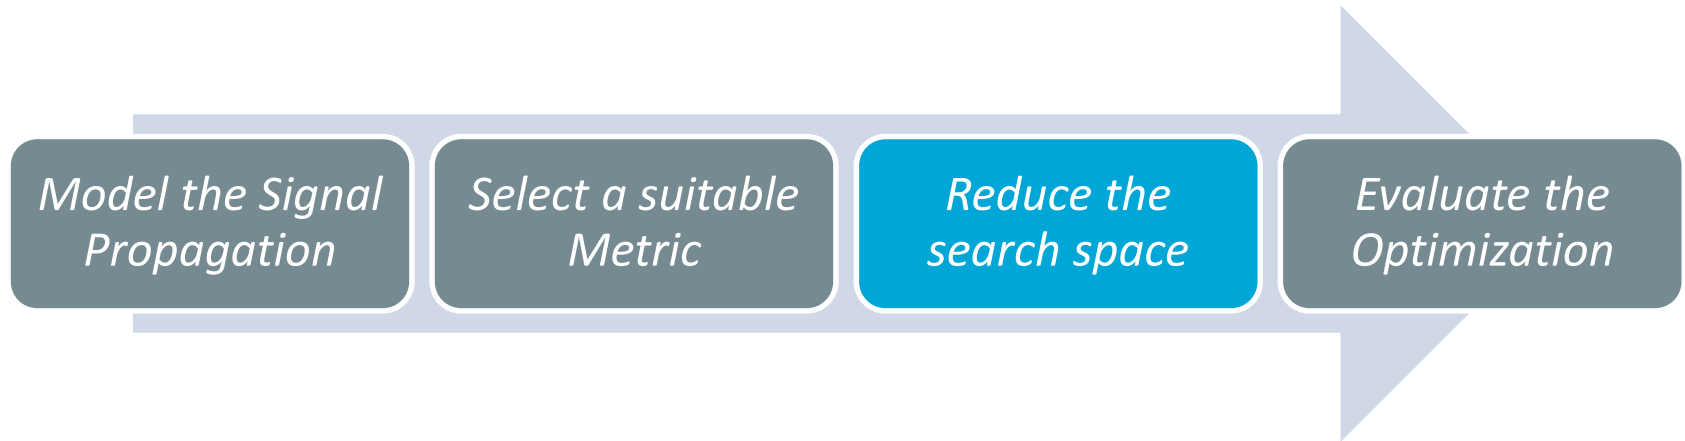 Model the Signal
Propagation
Select a suitable
Metric
Reduce the
search space
Evaluate the
Optimization